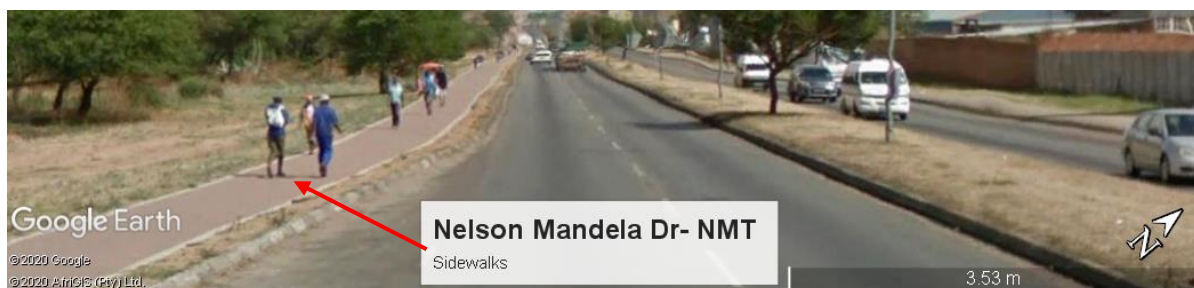 Google Earth
©2020 Google
©2020 AfriGIS (Pty) Ltd.
Nelson Mandela Dr- NMT
Sidewalks
N
3.53 m